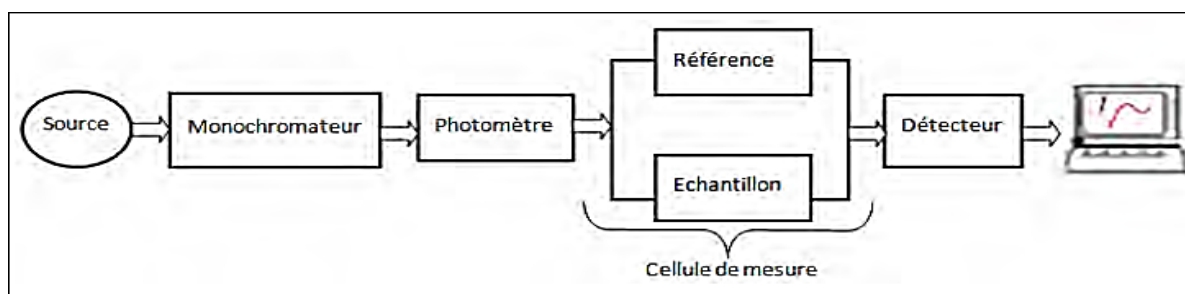 Source
Monochromateur
Photomètre
Référence
Echantillon
Détecteur
Cellule de mesure